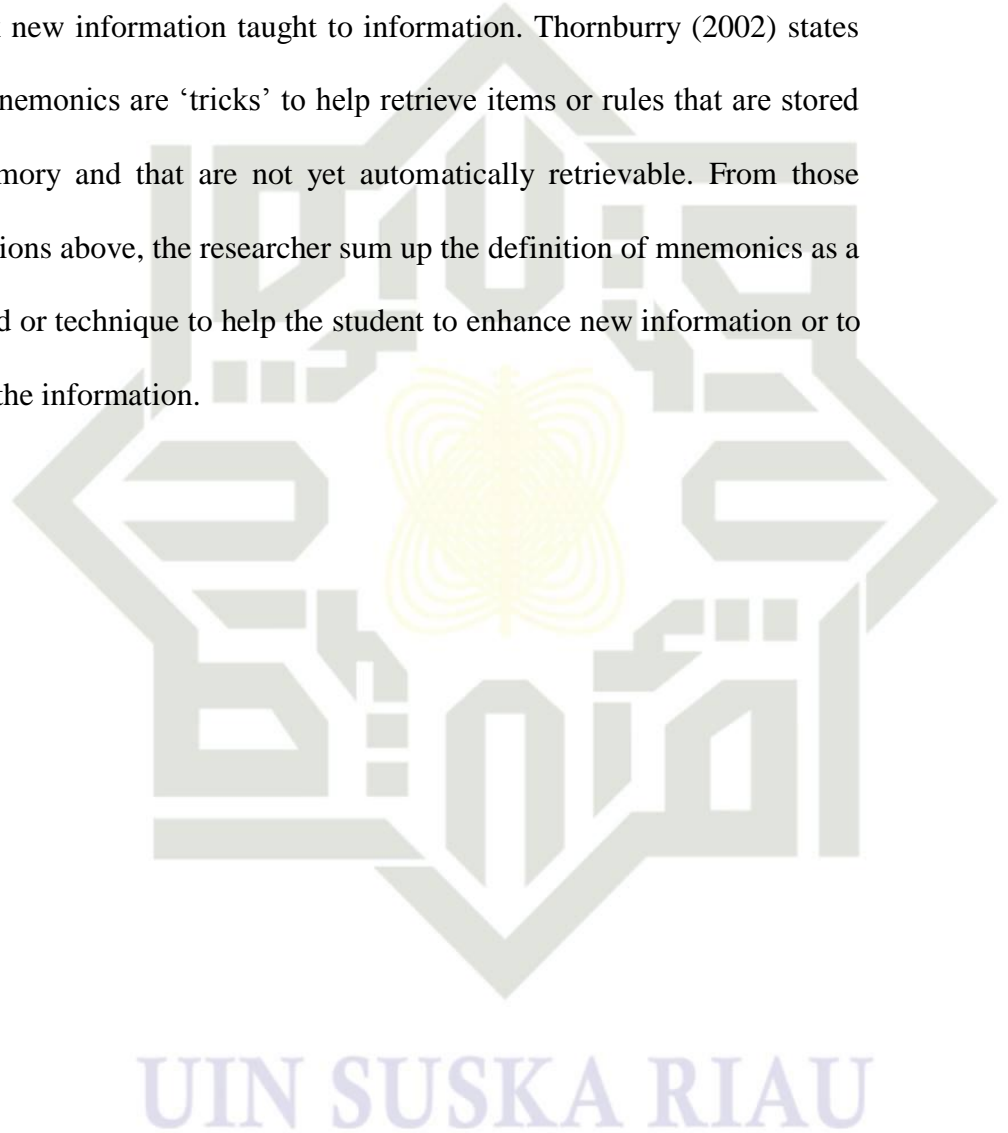 new information taught to information. Thornburry (2002) states
nemonics are ‘tricks’ to help retrieve items or rules that are stored
mory and that are not yet automatically retrievable. From those
ions above, the researcher sum up the definition of mnemonics as a
d or technique to help the student to enhance new information or to
the information.
UIN SUSKA RIAU